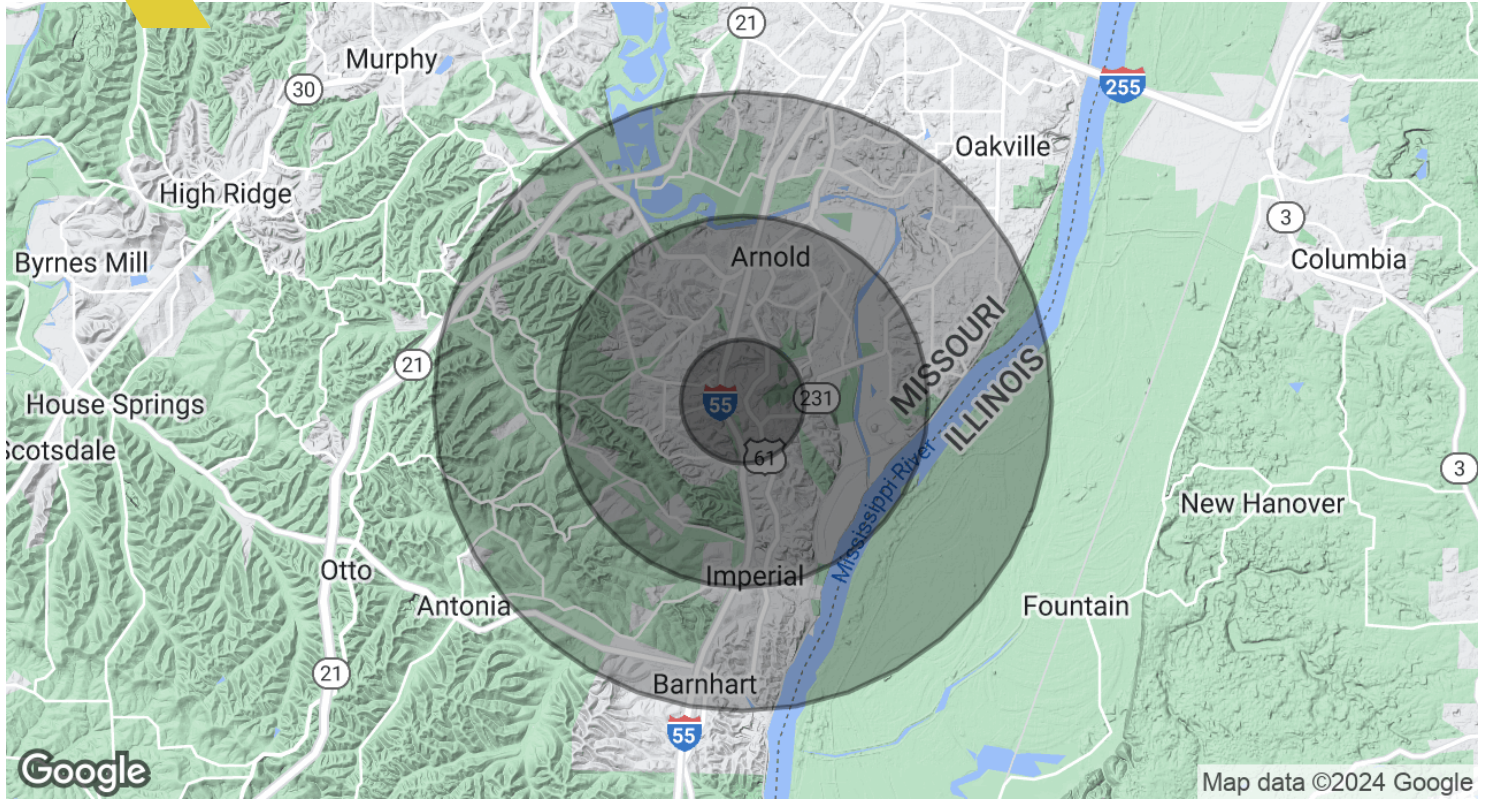 21
Murphy
30
255
Oakville
High Ridge
3
Arnold
Byrnes Mill
Columbia
MISSOURI
21
ILLINOIS
55
231
House Springs
Scotsdale
61
3
Mississippi River
New Hanover
Otto
Imperial
Antonia
Fountain
21
Barnhart
55
Google
Map data ©2024 Google